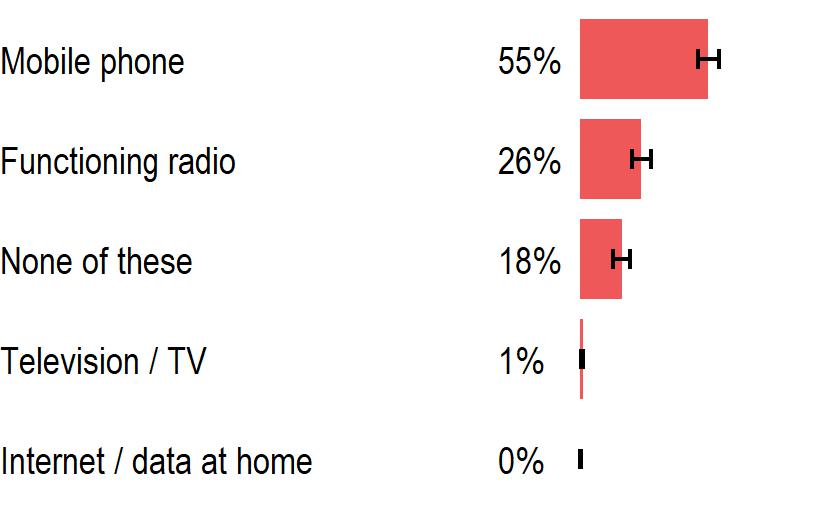 Mobile phone 55%
Functioning radio 26%
None of these 18%
Television / TV 1%
Internet / data at home 0%